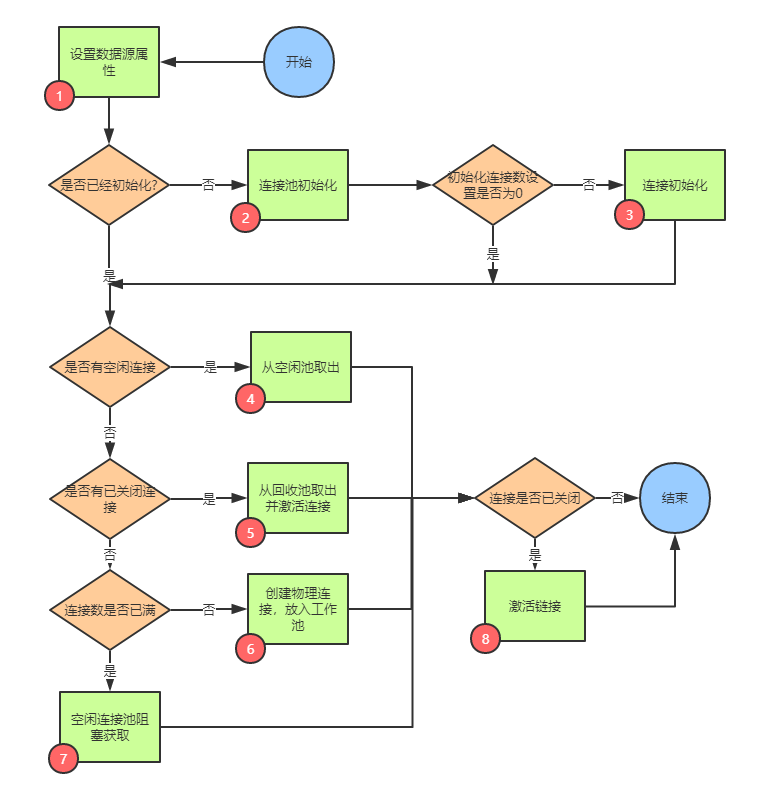 设置数据源属
性
开始
1
是否已经初始化?
否
连接池初始化
2
初始化连接数设
置是否为0
否
连接初始化
3
是
是
是否有空闲连接
是
从空闲池取出
4
否
是否有已关闭连
接
是
从回收池取出
并激活连接
5
连接是否已关闭
否
结束
否
是
连接数是否已满
否
创建物理连
接，放入工作
池
6
激活链接
8
是
空闲连接池阻
塞获取
7